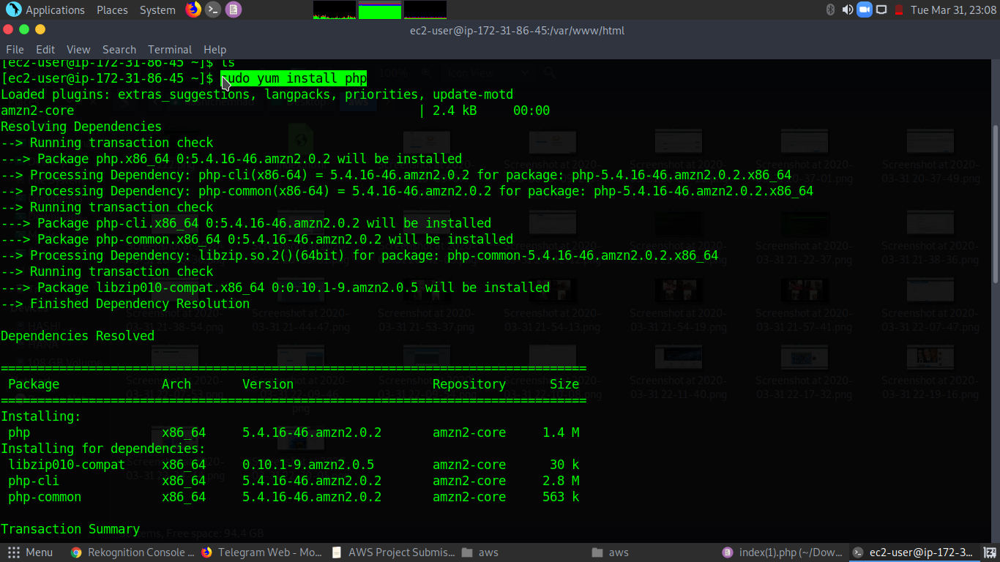 Applications Places System Tue Mar 31, 23:08
ec2-user@ip-172-31-86-45:/var/www/html
File Edit View Search Terminal Help
[ec2-user@ip-172-31-86-45 ~]$ ls
[ec2-user@ip-172-31-86-45 ~]$ sudo yum install php
Loaded plugins: extras_suggestions, langpacks, priorities, update-motd
amzn2-core | 2.4 kB 00:00
Resolving Dependencies
--> Running transaction check
---> Package php.x86_64 0:5.4.16-46.amzn2.0.2 will be installed
--> Processing Dependency: php-cli(x86-64) = 5.4.16-46.amzn2.0.2 for package: php-5.4.16-46.amzn2.0.2.x86_64
--> Processing Dependency: php-common(x86-64) = 5.4.16-46.amzn2.0.2 for package: php-5.4.16-46.amzn2.0.2.x86_64
--> Running transaction check
---> Package php-cli.x86_64 0:5.4.16-46.amzn2.0.2 will be installed
---> Package php-common.x86_64 0:5.4.16-46.amzn2.0.2 will be installed
--> Processing Dependency: libzip.so.2()(64bit) for package: php-common-5.4.16-46.amzn2.0.2.x86_64
--> Running transaction check
---> Package libzip010-compat.x86_64 0:0.10.1-9.amzn2.0.5 will be installed
--> Finished Dependency Resolution
Dependencies Resolved
================================================================================
Package Arch Version Repository Size
================================================================================
Installing:
php x86_64 5.4.16-46.amzn2.0.2 amzn2-core 1.4 M
Installing for dependencies:
libzip010-compat x86_64 0.10.1-9.amzn2.0.5 amzn2-core 30 k
php-cli x86_64 5.4.16-46.amzn2.0.2 amzn2-core 2.8 M
php-common x86_64 5.4.16-46.amzn2.0.2 amzn2-core 563 k
Transaction Summary
Menu Rekognition Console ... Telegram Web - Mo... AWS Project Submis... aws aws index(1).php (~/Dow... ec2-user@ip-172-3...